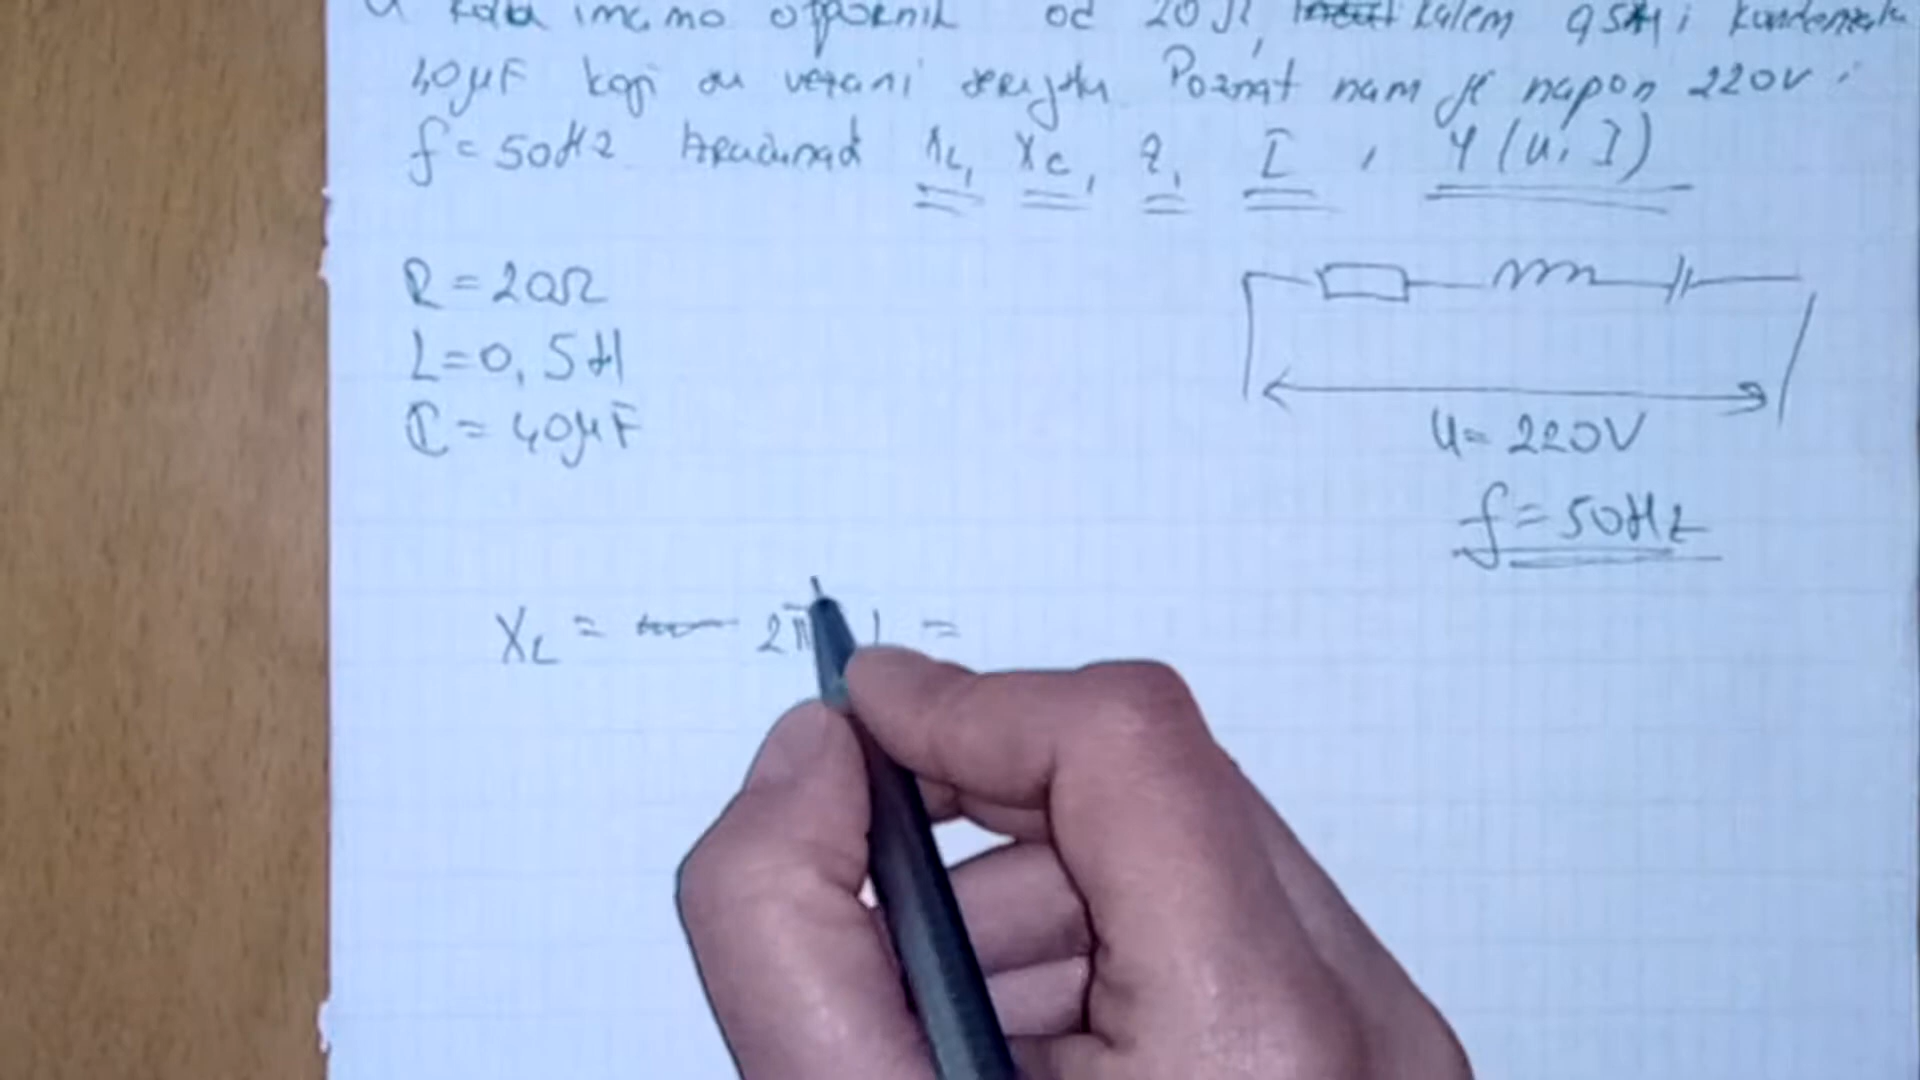 U kolu imamo otpornik od 20Ω, kalem 0,5H i kondenzator
40μF koji su vezani serijski Poznat nam je napon 220V i
f = 50Hz Izračunati XL, XC, Z, I, φ(U, I)
R = 20Ω
L = 0,5H
C = 40μF
U = 220V
f = 50Hz
XL = 2π L =